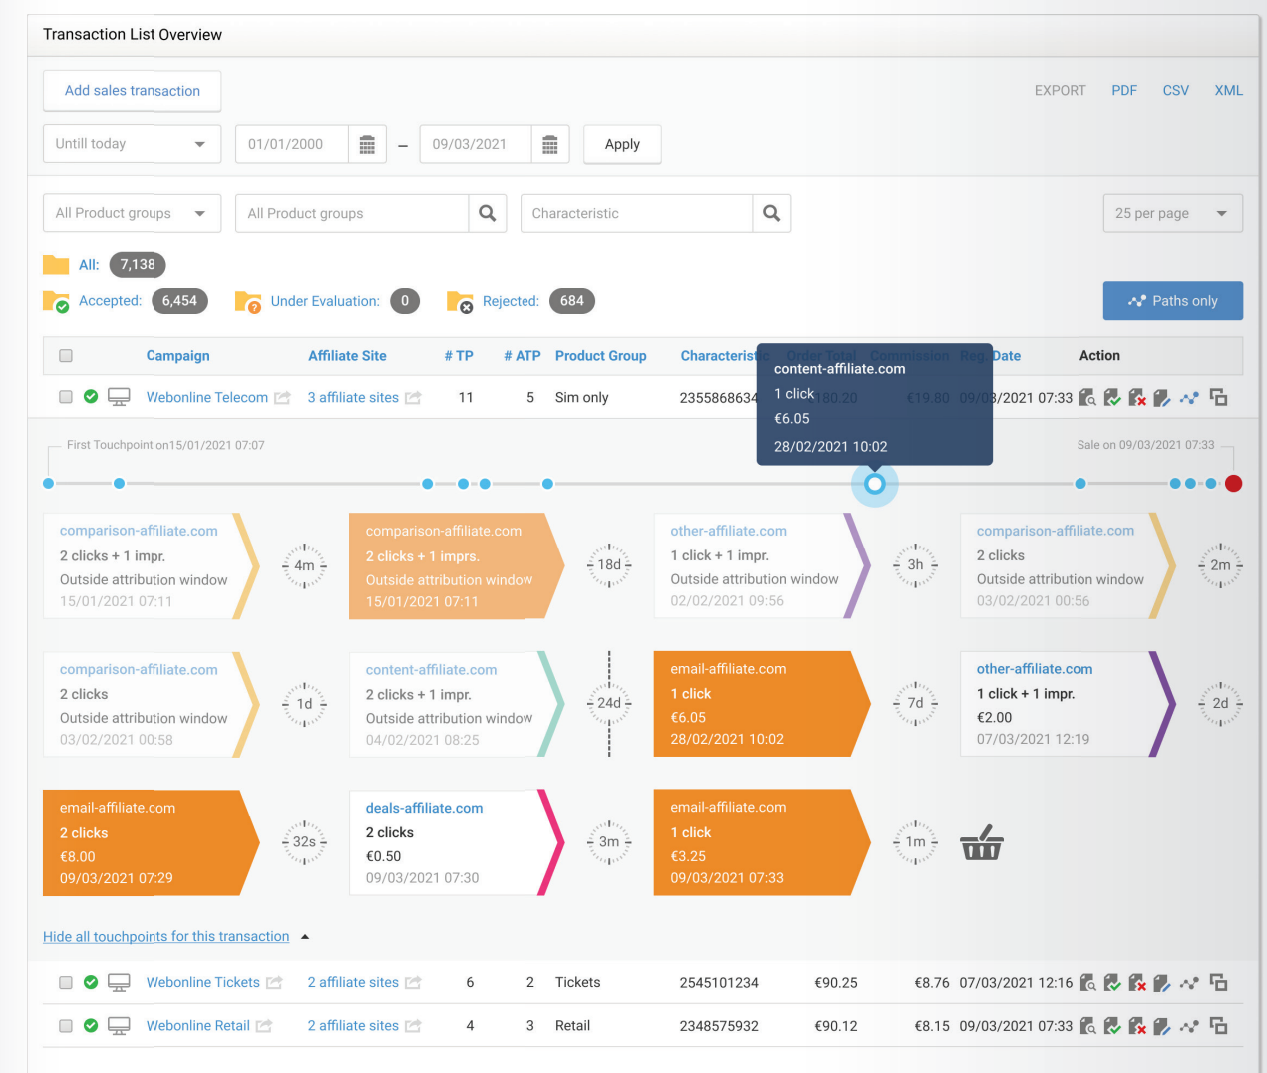 Transaction List Overview
Add sales transaction
EXPORT PDF CSV XML
Untill today 01/01/2000 – 09/03/2021 Apply
All Product groups All Product groups Characteristic 25 per page
All: 7,138
Accepted: 6,454 Under Evaluation: 0 Rejected: 684 Paths only
Campaign Affiliate Site # TP # ATP Product Group Characteristic Order Total Commission Reg. Date Action
Webonline Telecom 3 affiliate sites 11 5 Sim only 2355868634 €180.20 €19.80 09/03/2021 07:33
content-affiliate.com
1 click
€6.05
28/02/2021 10:02
First Touchpoint on15/01/2021 07:07
Sale on 09/03/2021 07:33
comparison-affiliate.com
2 clicks + 1 impr.
Outside attribution window
15/01/2021 07:11
4m
comparison-affiliate.com
2 clicks + 1 imprs.
Outside attribution window
15/01/2021 07:11
18d
other-affiliate.com
1 click + 1 impr.
Outside attribution window
02/02/2021 09:56
3h
comparison-affiliate.com
2 clicks
Outside attribution window
03/02/2021 00:56
2m
comparison-affiliate.com
2 clicks
Outside attribution window
03/02/2021 00:58
1d
content-affiliate.com
2 clicks + 1 impr.
Outside attribution window
04/02/2021 08:25
24d
email-affiliate.com
1 click
€6.05
28/02/2021 10:02
7d
other-affiliate.com
1 click + 1 impr.
€2.00
07/03/2021 12:19
2d
email-affiliate.com
2 clicks
€8.00
09/03/2021 07:29
32s
deals-affiliate.com
2 clicks
€0.50
09/03/2021 07:30
3m
email-affiliate.com
1 click
€3.25
09/03/2021 07:33
1m
Hide all touchpoints for this transaction
Webonline Tickets 2 affiliate sites 6 2 Tickets 2545101234 €90.25 €8.76 07/03/2021 12:16
Webonline Retail 2 affiliate sites 4 3 Retail 2348575932 €90.12 €8.15 09/03/2021 07:33